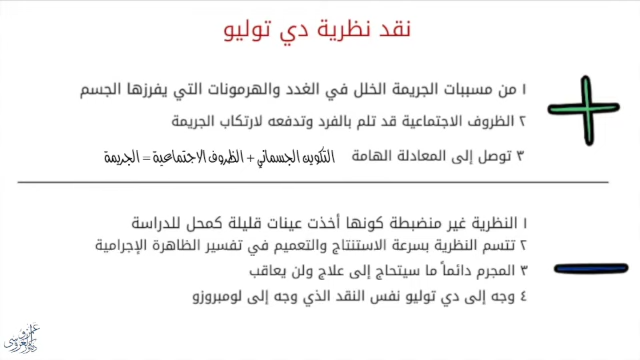 نقد نظرية دي توليو
١ من مسببات الجريمة الخلل في الغدد والهرمونات التي يفرزها الجسم
٢ الظروف الاجتماعية قد تلم بالفرد وتدفعه لارتكاب الجريمة
٣ توصل إلى المعادلة الهامة التكوين الجسماني + الظروف الاجتماعية = الجريمة
١ النظرية غير منضبطة كونها أخذت عينات قليلة كمحل للدراسة
٢ تتسم النظرية بسرعة الاستنتاج والتعميم في تفسير الظاهرة الإجرامية
٣ المجرم دائماً ما سيتحاج إلى علاج ولن يعاقب
٤ وجه إلى دي توليو نفس النقد الذي وجه إلى لومبروزو